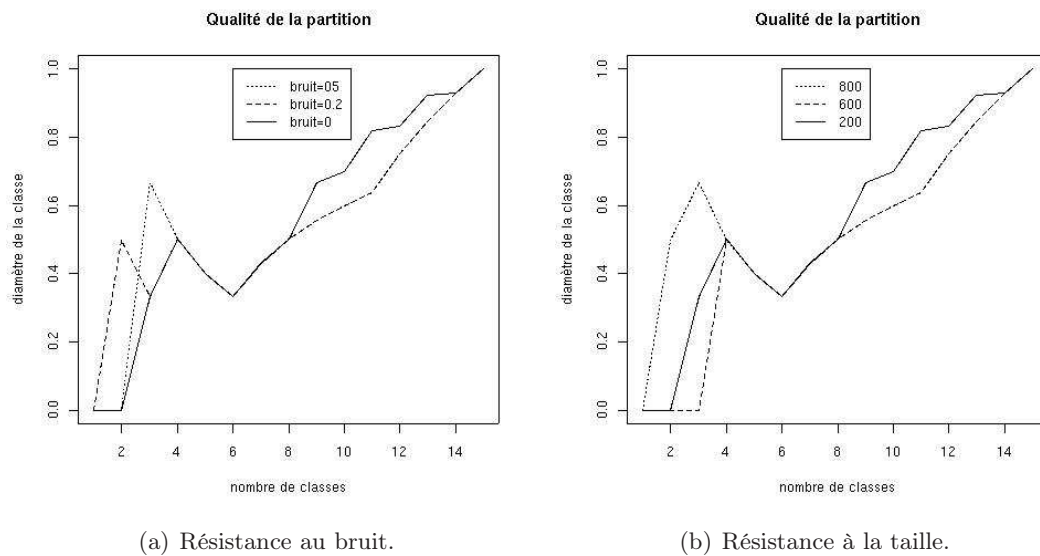 Qualité de la partition
diamètre de la classe
0.0 0.2 0.4 0.6 0.8 1.0
bruit=05
bruit=0.2
bruit=0
2 4 6 8 10 12 14
nombre de classes
(a) Résistance au bruit.
Qualité de la partition
diamètre de la classe
0.0 0.2 0.4 0.6 0.8 1.0
800
600
200
2 4 6 8 10 12 14
nombre de classes
(b) Résistance à la taille.